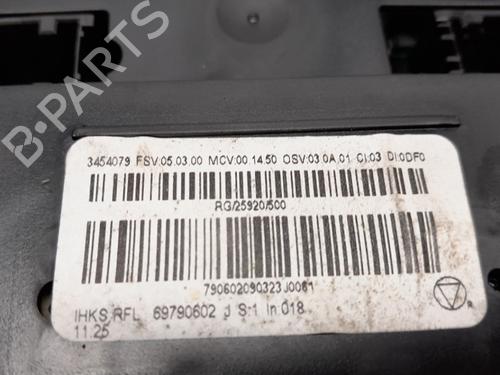 B-PARTS
3454079 FSV:05.03.00 MCV:00.14.50 OSV:03.0A.01 CI:03 DI:0DF0
RG/25920/500
790602090323J0061
IHKS RFL 69790602 J S:1 In.018
11:25
R